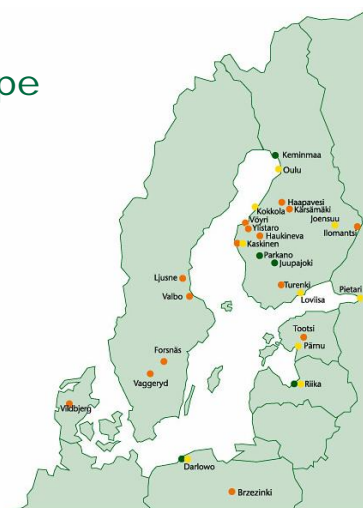 pe
Keminmaa
Oulu
Haapavesi
Kärsämäki
Kokkola
Joensuu
Vöyri
Ylistaro
Ilomantsi
Haukineva
Kaskinen
Parkano
Juupajoki
Ljusne
Turenki
Pietari
Valbo
Loviisa
Tootsi
Forsnäs
Pärnu
Vaggeryd
Riika
Vildbjerg
Darlowo
Brzezinki